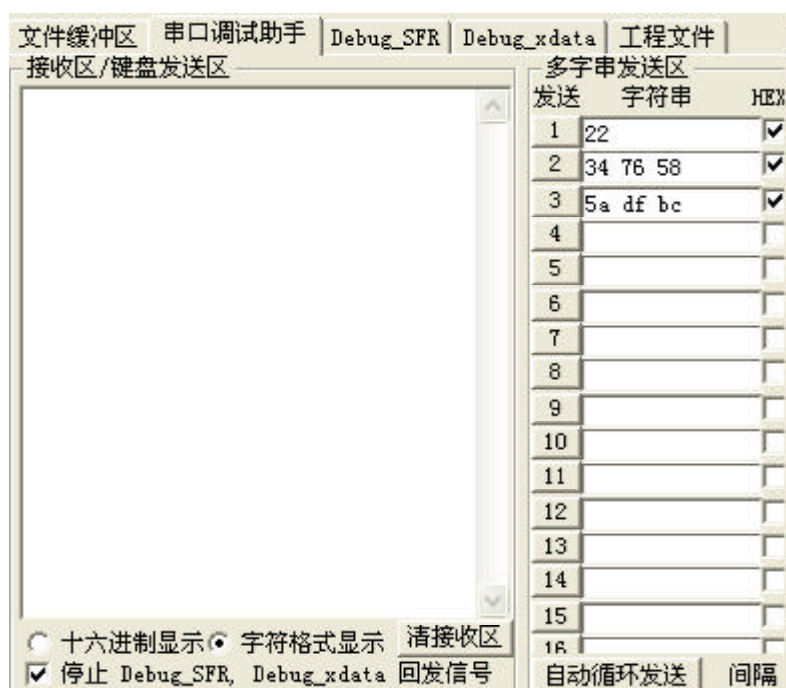 文件缓冲区 串口调试助手 Debug_SFR Debug_xdata 工程文件
接收区/键盘发送区
多字串发送区
发送 字符串 HEX
1 22
2 34 76 58
3 5a df bc
4
5
6
7
8
9
10
11
12
13
14
15
16
十六进制显示 字符格式显示 清接收区
停止 Debug_SFR, Debug_xdata 回发信号
自动循环发送 间隔